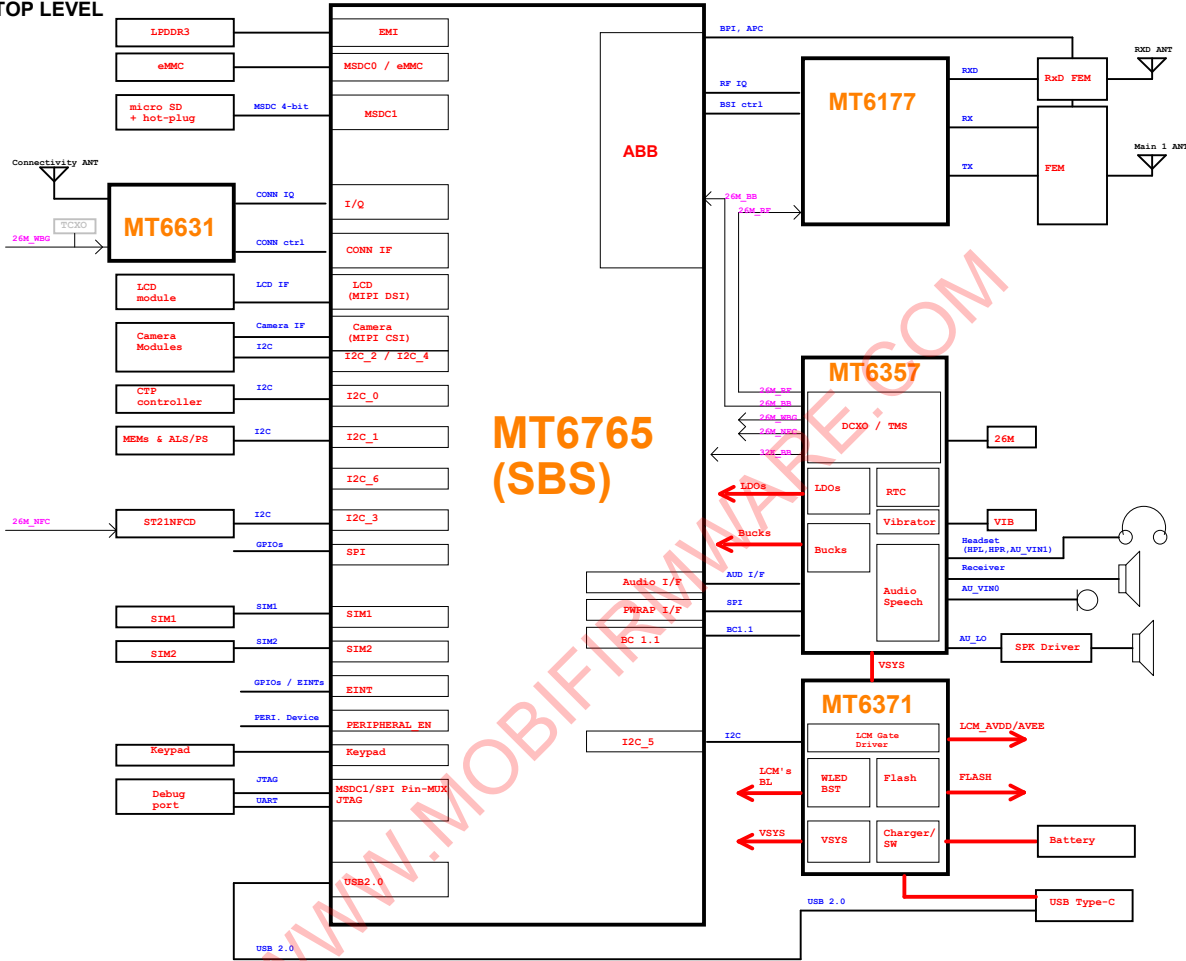 TOP LEVEL
LPDDR3
EMI
eMMC
MSDC0 / eMMC
micro SD
+ hot-plug
MSDC 4-bit
MSDC1
Connectivity ANT
TCXO
26M_WBG
MT6631
CONN IQ
I/Q
CONN ctrl
CONN IF
LCD
module
LCD IF
LCD
(MIPI DSI)
Camera
Modules
Camera IF
I2C
Camera
(MIPI CSI)
I2C_2 / I2C_4
CTP
controller
I2C
I2C_0
MEMs & ALS/PS
I2C
I2C_1
I2C_6
26M_NFC
ST21NFCD
I2C
I2C_3
GPIOs
SPI
SIM1
SIM1
SIM1
SIM2
SIM2
SIM2
GPIOs / EINTs
EINT
PERI. Device
PERIPHERAL_EN
Keypad
Keypad
Debug
port
JTAG
UART
MSDC1/SPI Pin-MUX
JTAG
USB2.0
USB 2.0
MT6765
(SBS)
ABB
BPI, APC
RF IQ
BSI ctrl
26M_BB
26M_RF
MT6177
RXD
RX
TX
RxD FEM
FEM
RXD ANT
Main 1 ANT
MT6357
26M_RF
26M_BB
26M_WBG
26M_NFC
32K_BB
DCXO / TMS
26M
LDOs
LDOs
RTC
Vibrator
VIB
Bucks
Bucks
Audio
Speech
Headset
(HPL,HPR,AU_VIN1)
Receiver
AU_VIN0
AU_LO
SPK Driver
Audio I/F
AUD I/F
PWRAP I/F
SPI
BC 1.1
BC1.1
VSYS
MT6371
I2C_5
I2C
LCM Gate
Driver
LCM_AVDD/AVEE
LCM's
BL
WLED
BST
Flash
FLASH
VSYS
VSYS
Charger/
SW
Battery
USB 2.0
USB Type-C
WWW.MOBIFIRMWARE.COM